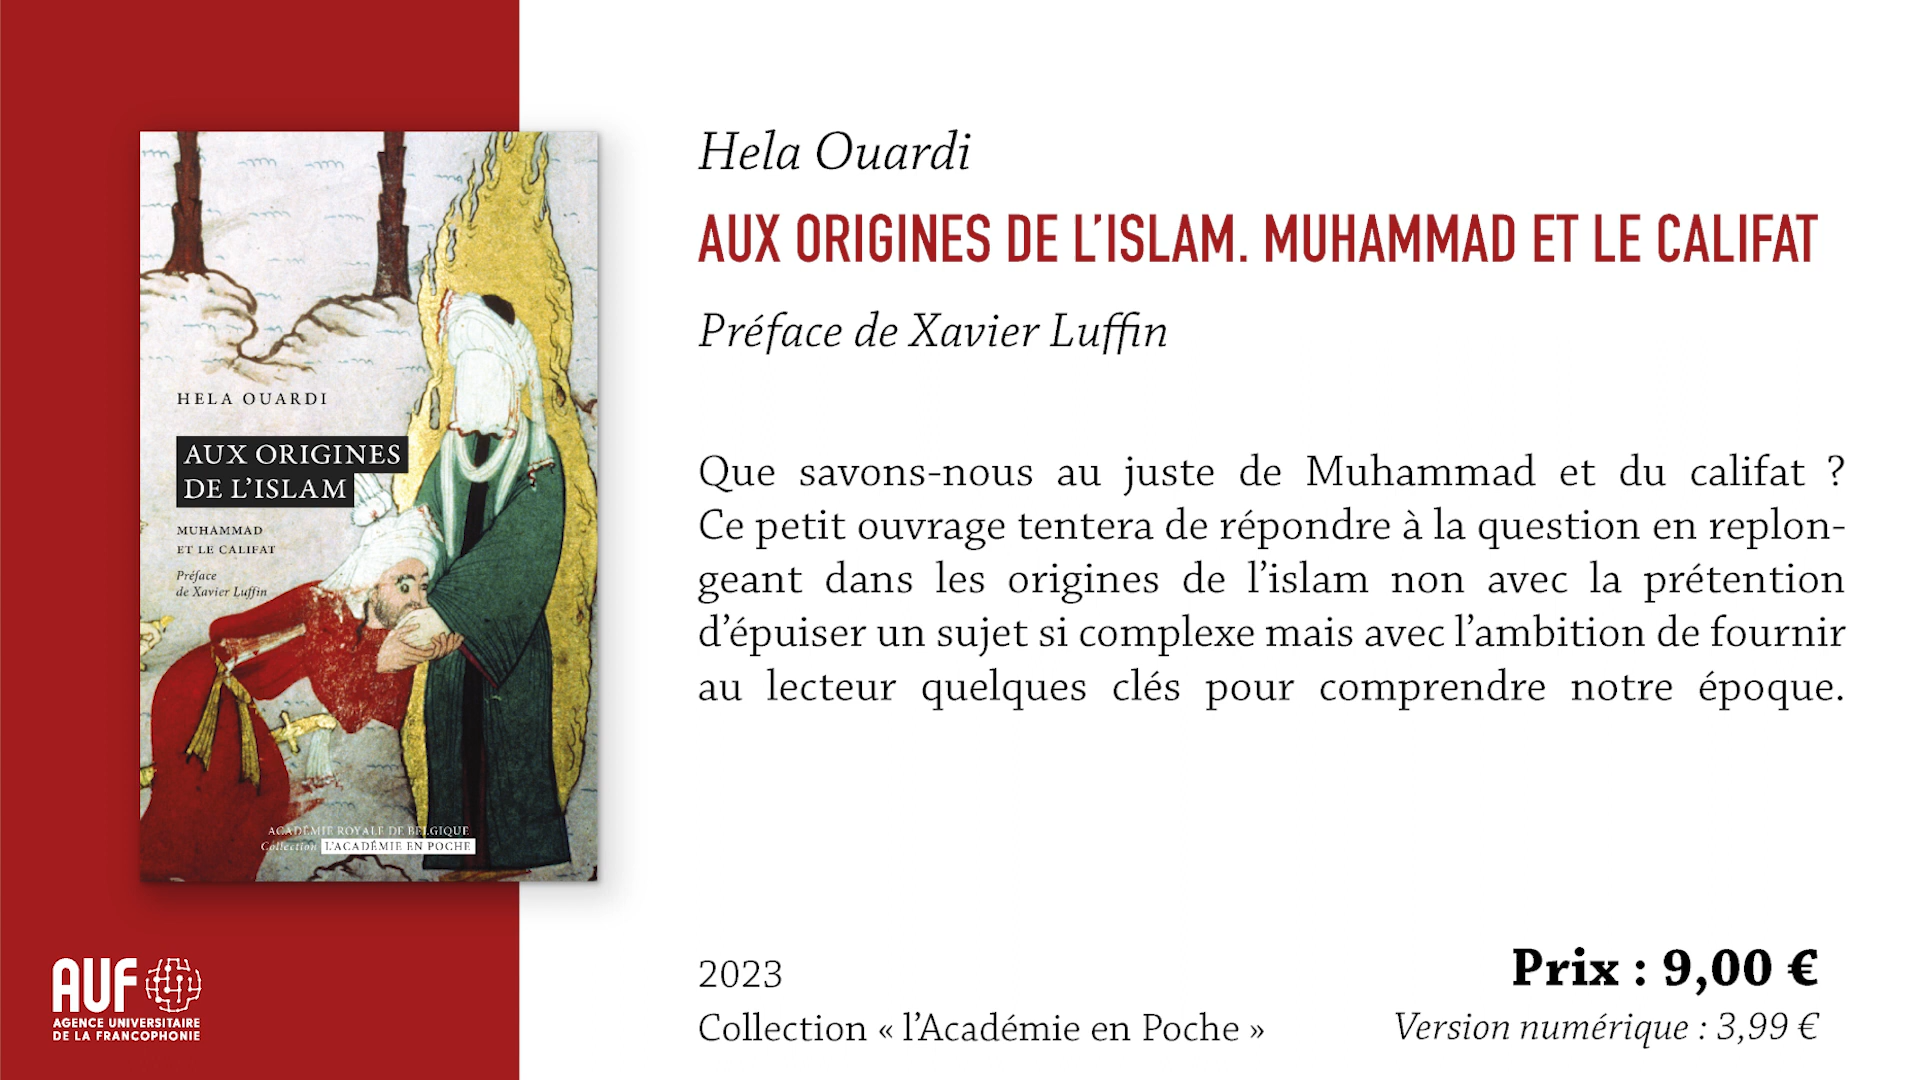 HELA OUARDI
AUX ORIGINES
DE L'ISLAM
MUHAMMAD
ET LE CALIFAT
Préface
de Xavier Luffin
ACADÉMIE ROYALE DE BELGIQUE
Collection L'ACADÉMIE EN POCHE
AUF
AGENCE UNIVERSITAIRE
DE LA FRANCOPHONIE
Hela Ouardi
AUX ORIGINES DE L'ISLAM. MUHAMMAD ET LE CALIFAT
Préface de Xavier Luffin
Que savons-nous au juste de Muhammad et du califat ?
Ce petit ouvrage tentera de répondre à la question en replon-
geant dans les origines de l'islam non avec la prétention
d'épuiser un sujet si complexe mais avec l'ambition de fournir
au lecteur quelques clés pour comprendre notre époque.
2023
Collection « l'Académie en Poche »
Prix : 9,00 €
Version numérique : 3,99 €